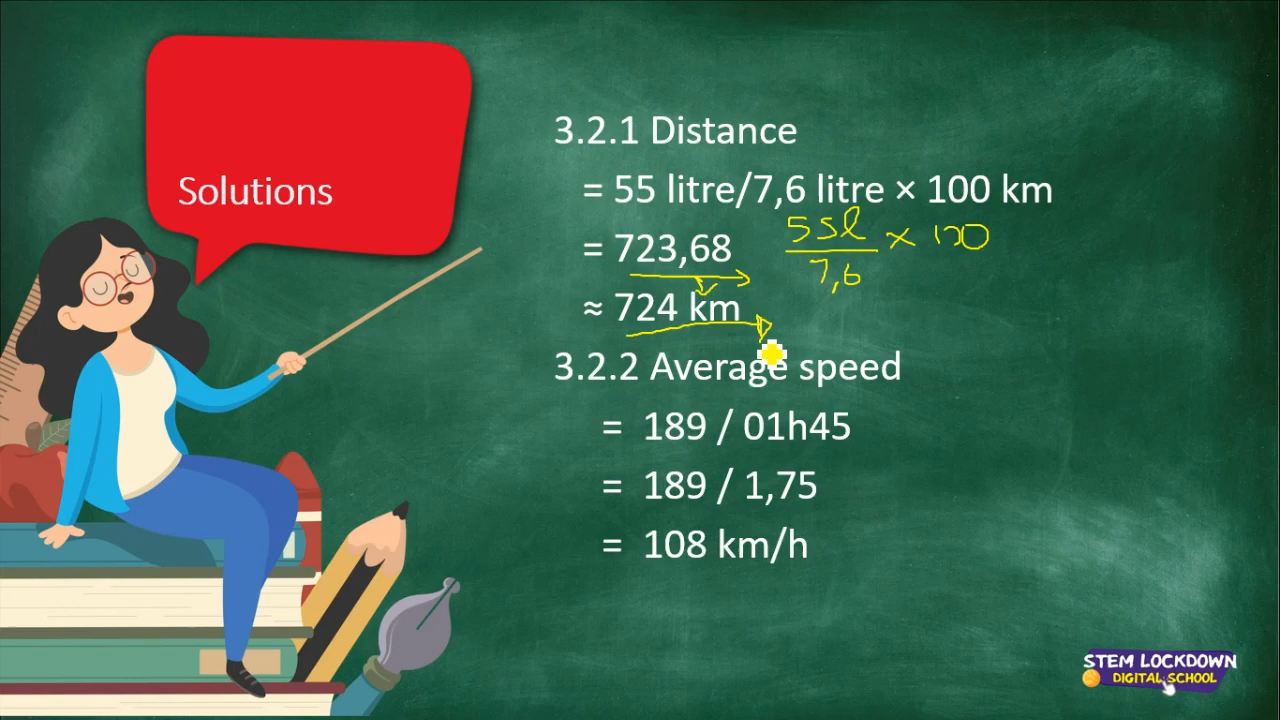 Solutions
3.2.1 Distance
= 55 litre/7,6 litre × 100 km
= 723,68
55l × 100
7,6
≈ 724 km
3.2.2 Average speed
= 189 / 01h45
= 189 / 1,75
= 108 km/h
STEM LOCKDOWN
DIGITAL SCHOOL